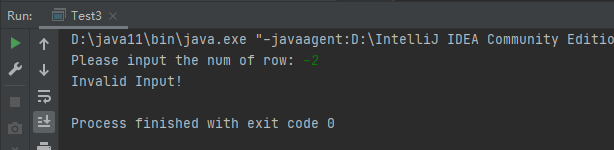 Run: Test3
D:\java11\bin\java.exe "-javaagent:D:\IntelliJ IDEA Community Editio
Please input the num of row: -2
Invalid Input!
Process finished with exit code 0